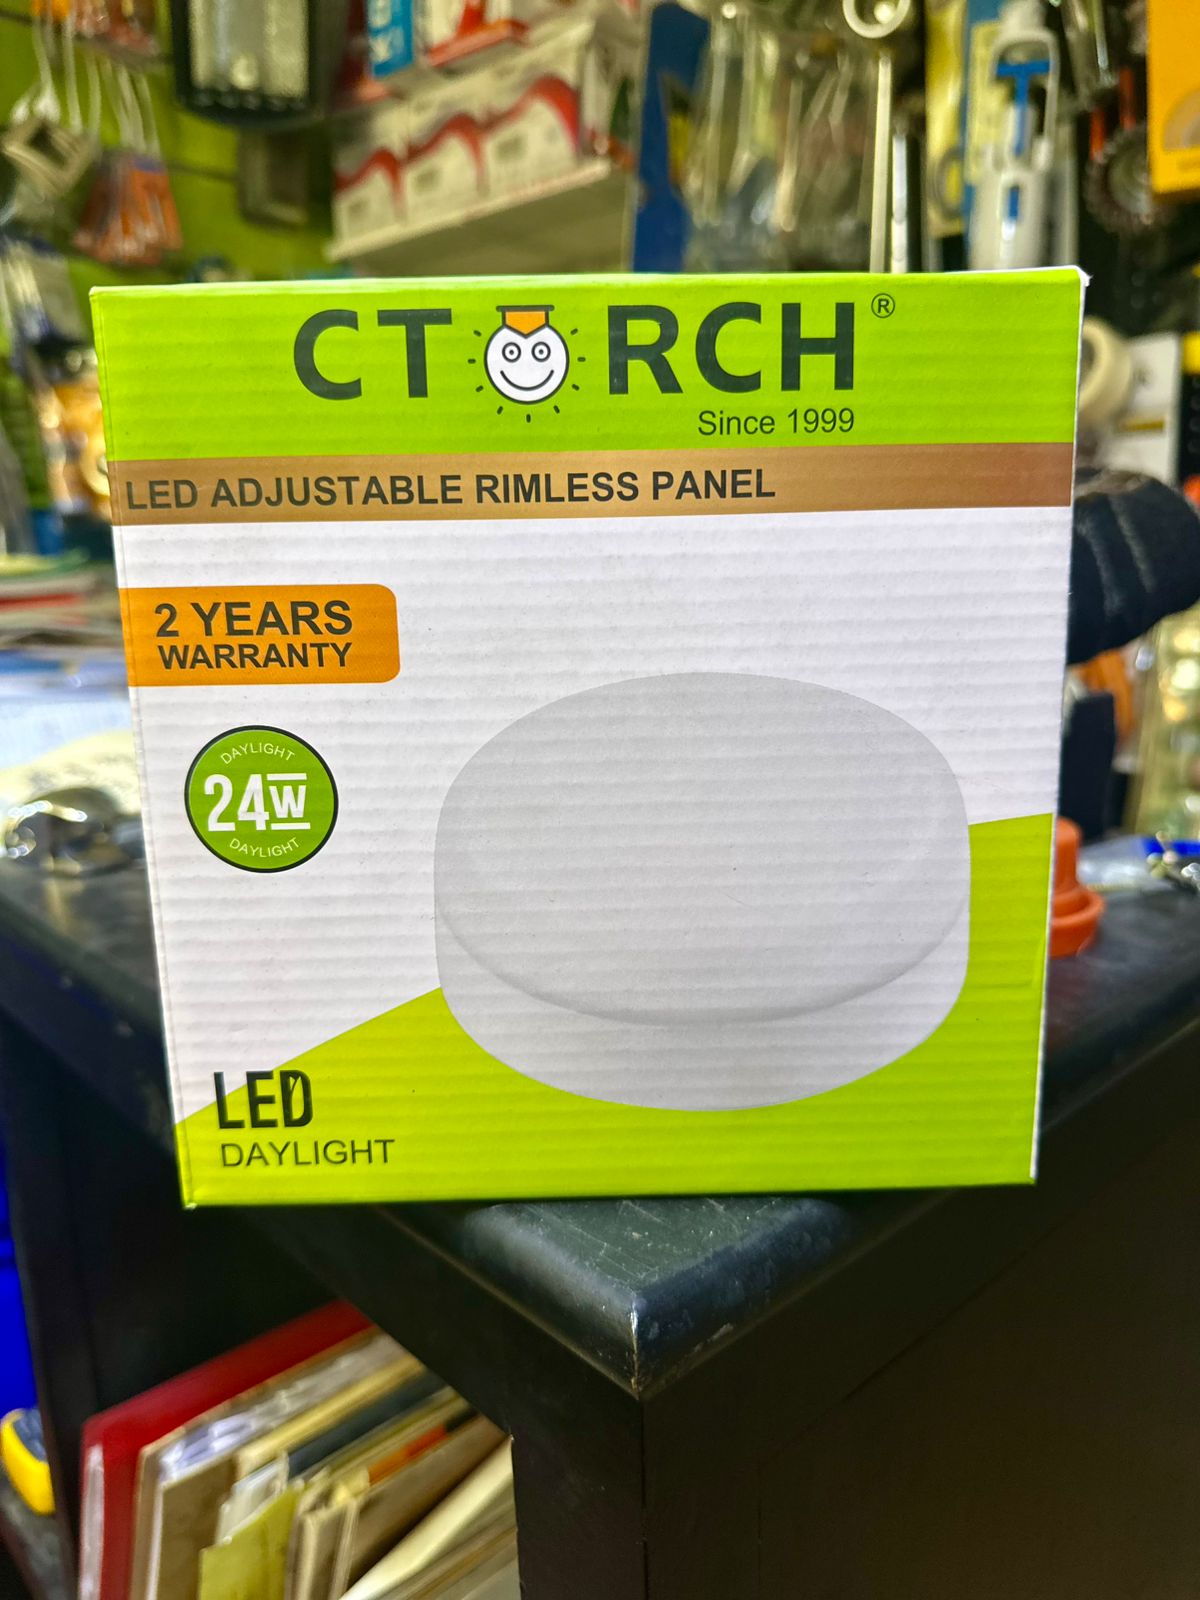 CTORCH®
Since 1999
LED ADJUSTABLE RIMLESS PANEL
2 YEARS
WARRANTY
DAYLIGHT
24W
DAYLIGHT
LED
DAYLIGHT